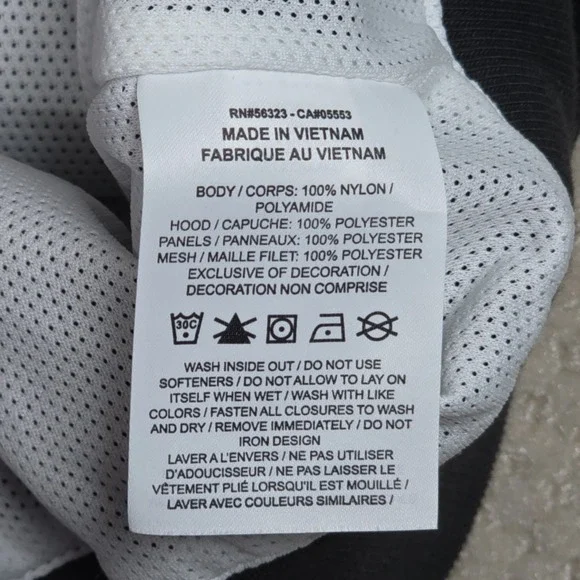 RN#56323 - CA#05553
MADE IN VIETNAM
FABRIQUE AU VIETNAM
BODY / CORPS: 100% NYLON /
POLYAMIDE
HOOD / CAPUCHE: 100% POLYESTER
PANELS / PANNEAUX: 100% POLYESTER
MESH / MAILLE FILET: 100% POLYESTER
EXCLUSIVE OF DECORATION /
DECORATION NON COMPRISE
30C
WASH INSIDE OUT / DO NOT USE
SOFTENERS / DO NOT ALLOW TO LAY ON
ITSELF WHEN WET / WASH WITH LIKE
COLORS / FASTEN ALL CLOSURES TO WASH
AND DRY / REMOVE IMMEDIATELY / DO NOT
IRON DESIGN
LAVER A L'ENVERS / NE PAS UTILISER
D'ADOUCISSEUR / NE PAS LAISSER LE
VÊTEMENT PLIÉ LORSQU'IL EST MOUILLÉ /
LAVER AVEC COULEURS SIMILAIRES /